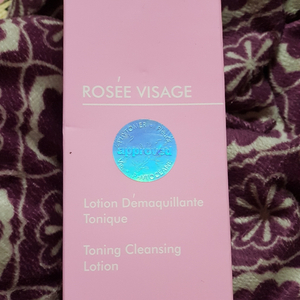 ROSÉE VISAGE
Lotion Démaquillante
Tonique
Toning Cleansing
Lotion